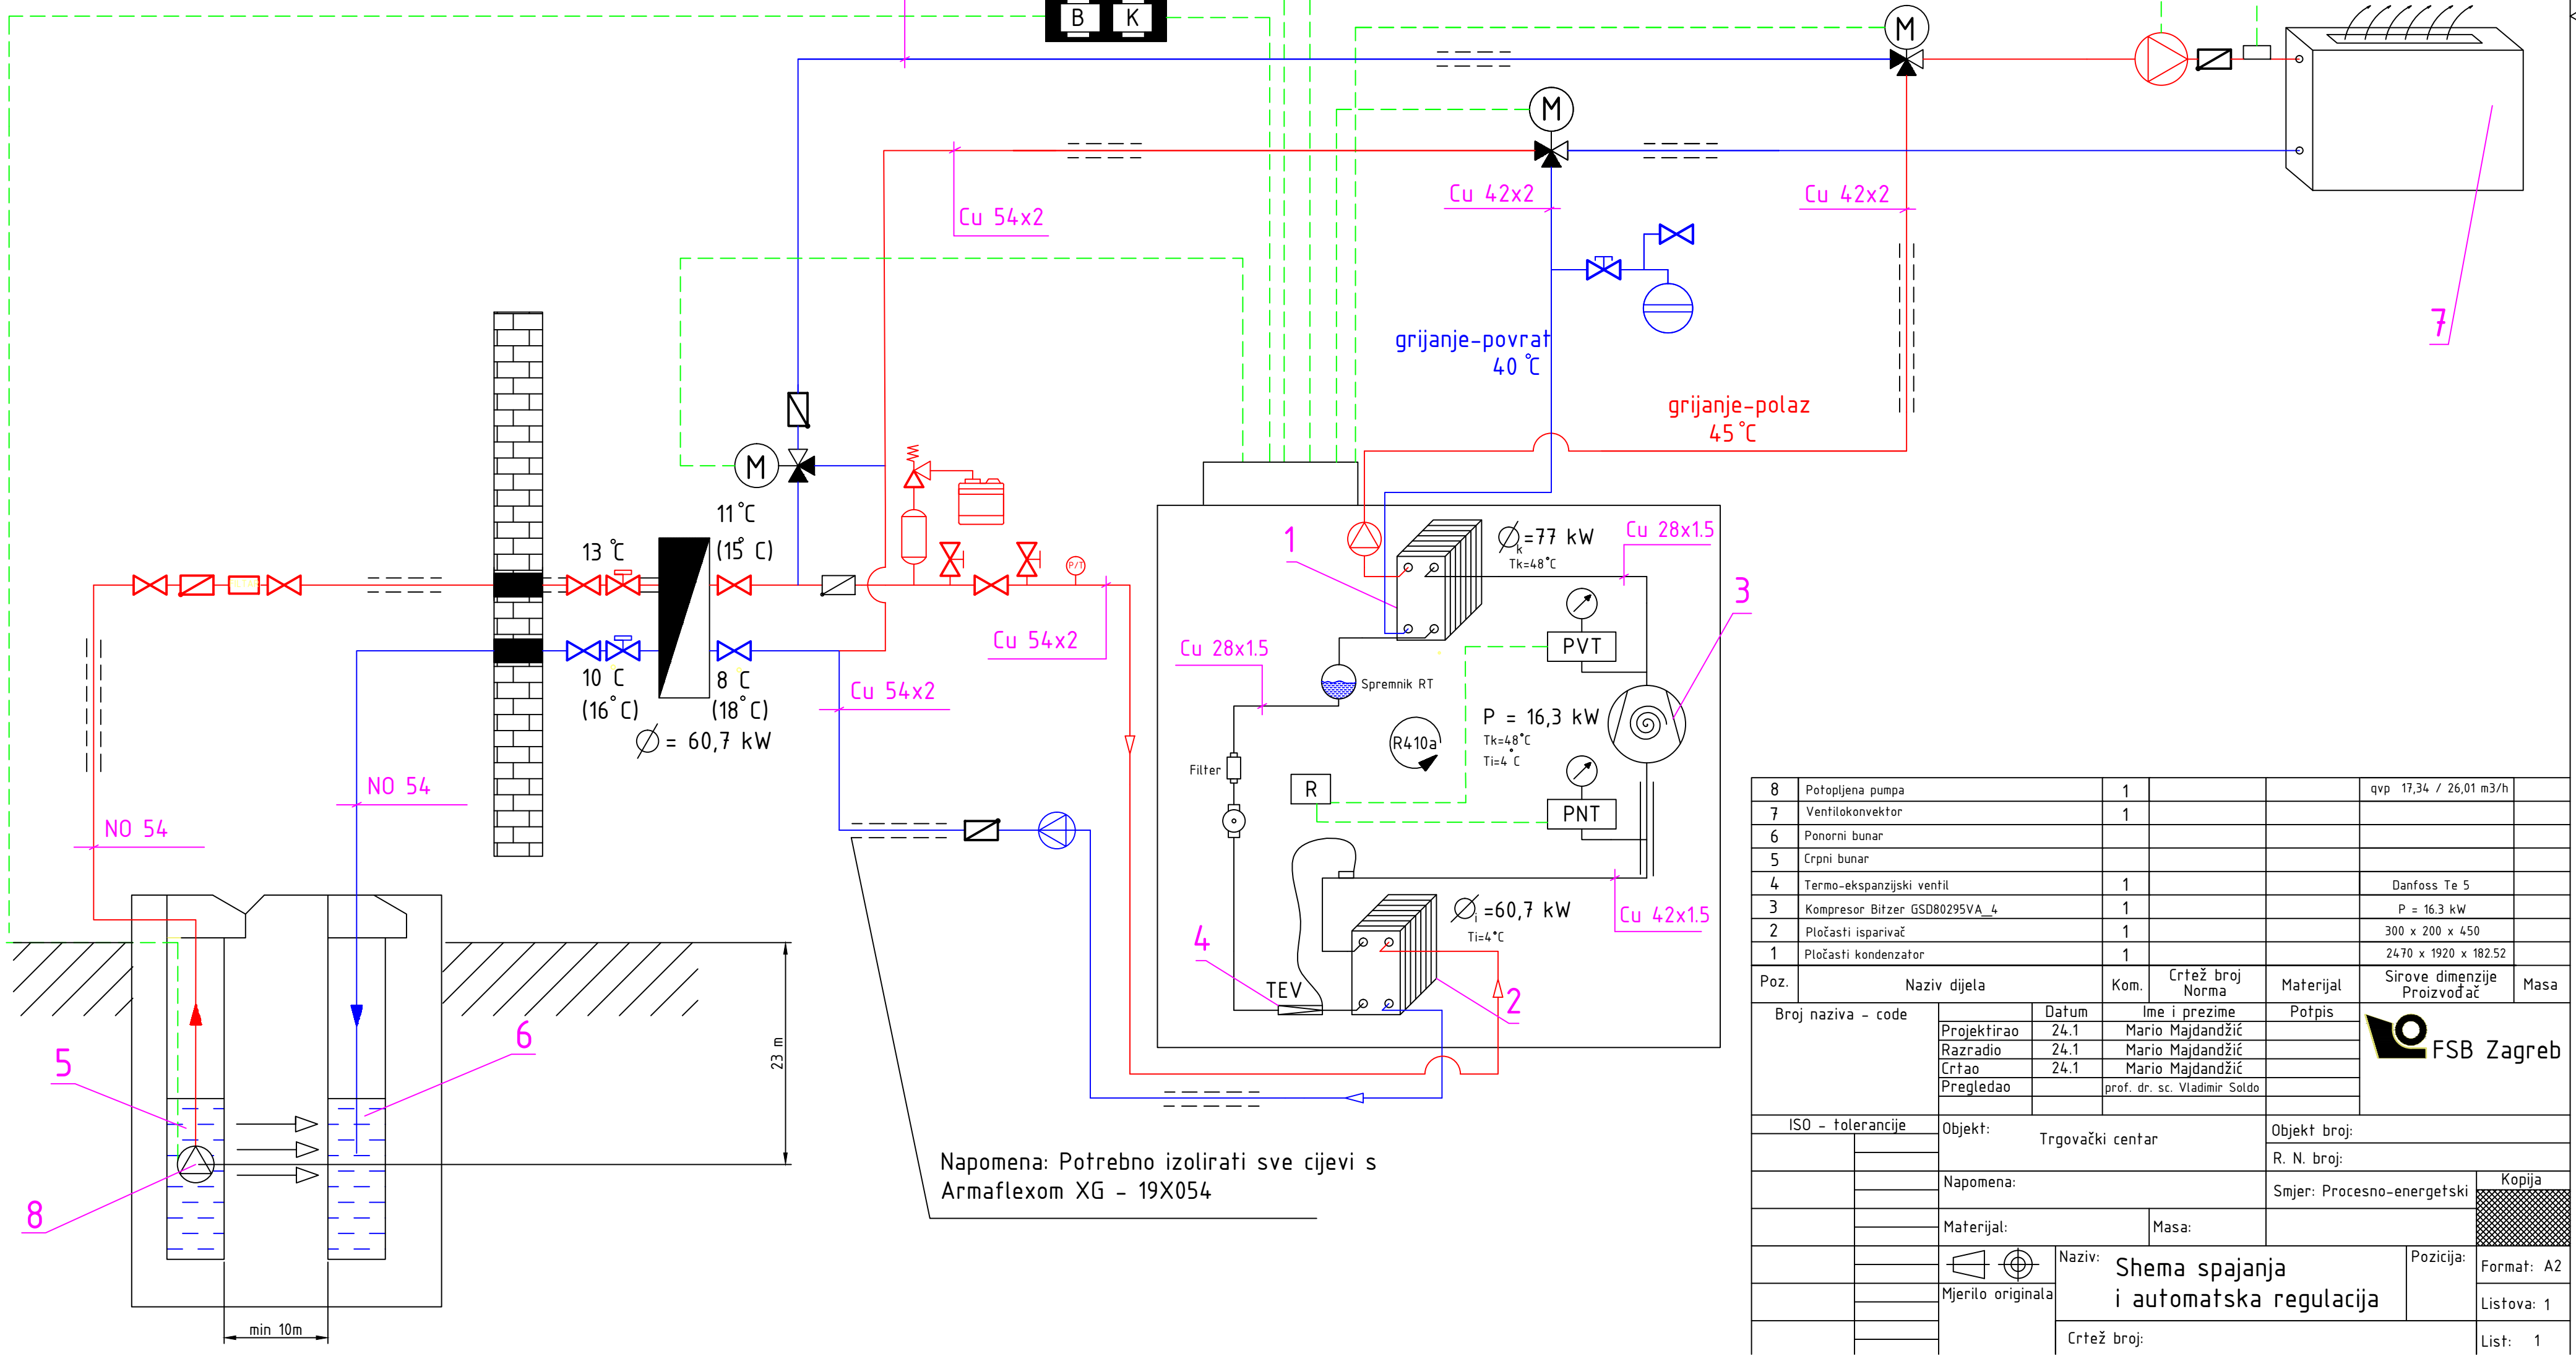 B K
M
M
Cu 54x2
Cu 42x2
Cu 42x2
7
grijanje-povrat
40 °C
grijanje-polaz
45 °C
M
11 °C
(15 °C)
13 °C
P/T
10 °C
(16 °C)
8 °C
(18 °C)
Ø = 60,7 kW
Cu 54x2
Cu 54x2
NO 54
NO 54
1
Øk =77 kW
Tk=48°C
Cu 28x1.5
3
Cu 28x1.5
PVT
Spremnik RT
P = 16,3 kW
Tk=48°C
Ti=4°C
R410a
Filter
R
PNT
Øi =60,7 kW
Ti=4°C
Cu 42x1.5
4
TEV
2
5
6
8
23 m
min 10m
Napomena: Potrebno izolirati sve cijevi s
Armaflexom XG - 19X054
8 Potopljena pumpa 1 qvp 17,34 / 26,01 m3/h
7 Ventilokonvektor 1
6 Ponorni bunar
5 Crpni bunar
4 Termo-ekspanzijski ventil 1 Danfoss Te 5
3 Kompresor Bitzer GSD80295VA__4 1 P = 16.3 kW
2 Pločasti isparivač 1 300 x 200 x 450
1 Pločasti kondenzator 1 2470 x 1920 x 182.52
Poz. Naziv dijela Kom. Crtež broj Norma Materijal Sirove dimenzije Proizvođač Masa
Broj naziva - code Datum Ime i prezime Potpis
Projektirao 24.1 Mario Majdandžić
Razradio 24.1 Mario Majdandžić
Crtao 24.1 Mario Majdandžić
Pregledao prof. dr. sc. Vladimir Soldo
FSB Zagreb
ISO - tolerancije
Objekt: Trgovački centar
Objekt broj:
R. N. broj:
Napomena:
Smjer: Procesno-energetski
Kopija
Materijal: Masa:
Naziv: Shema spajanja
i automatska regulacija
Pozicija:
Format: A2
Mjerilo originala
Listova: 1
Crtež broj:
List: 1